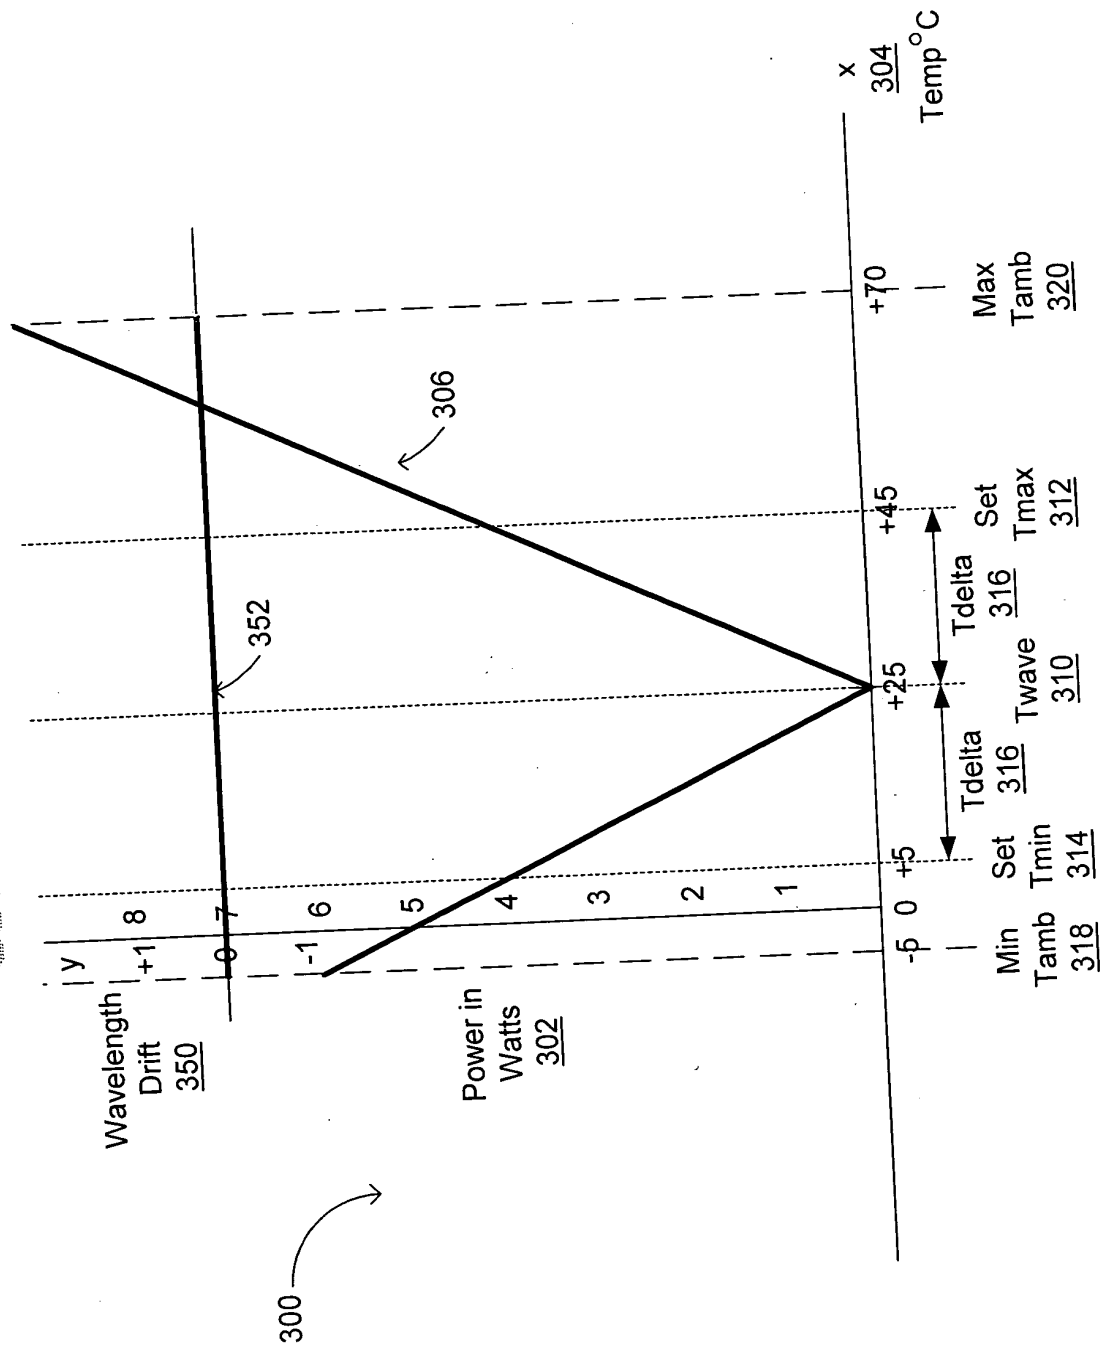 Wavelength
Drift
350
y
+1
8
0
7
-1
6
5
4
3
2
1
Power in
Watts
302
300
352
306
x
304
Temp°C
-5
0
+5
+25
+45
+70
Min
Tamb
318
Set
Tmin
314
Tdelta
316
Twave
310
Tdelta
316
Set
Tmax
312
Max
Tamb
320